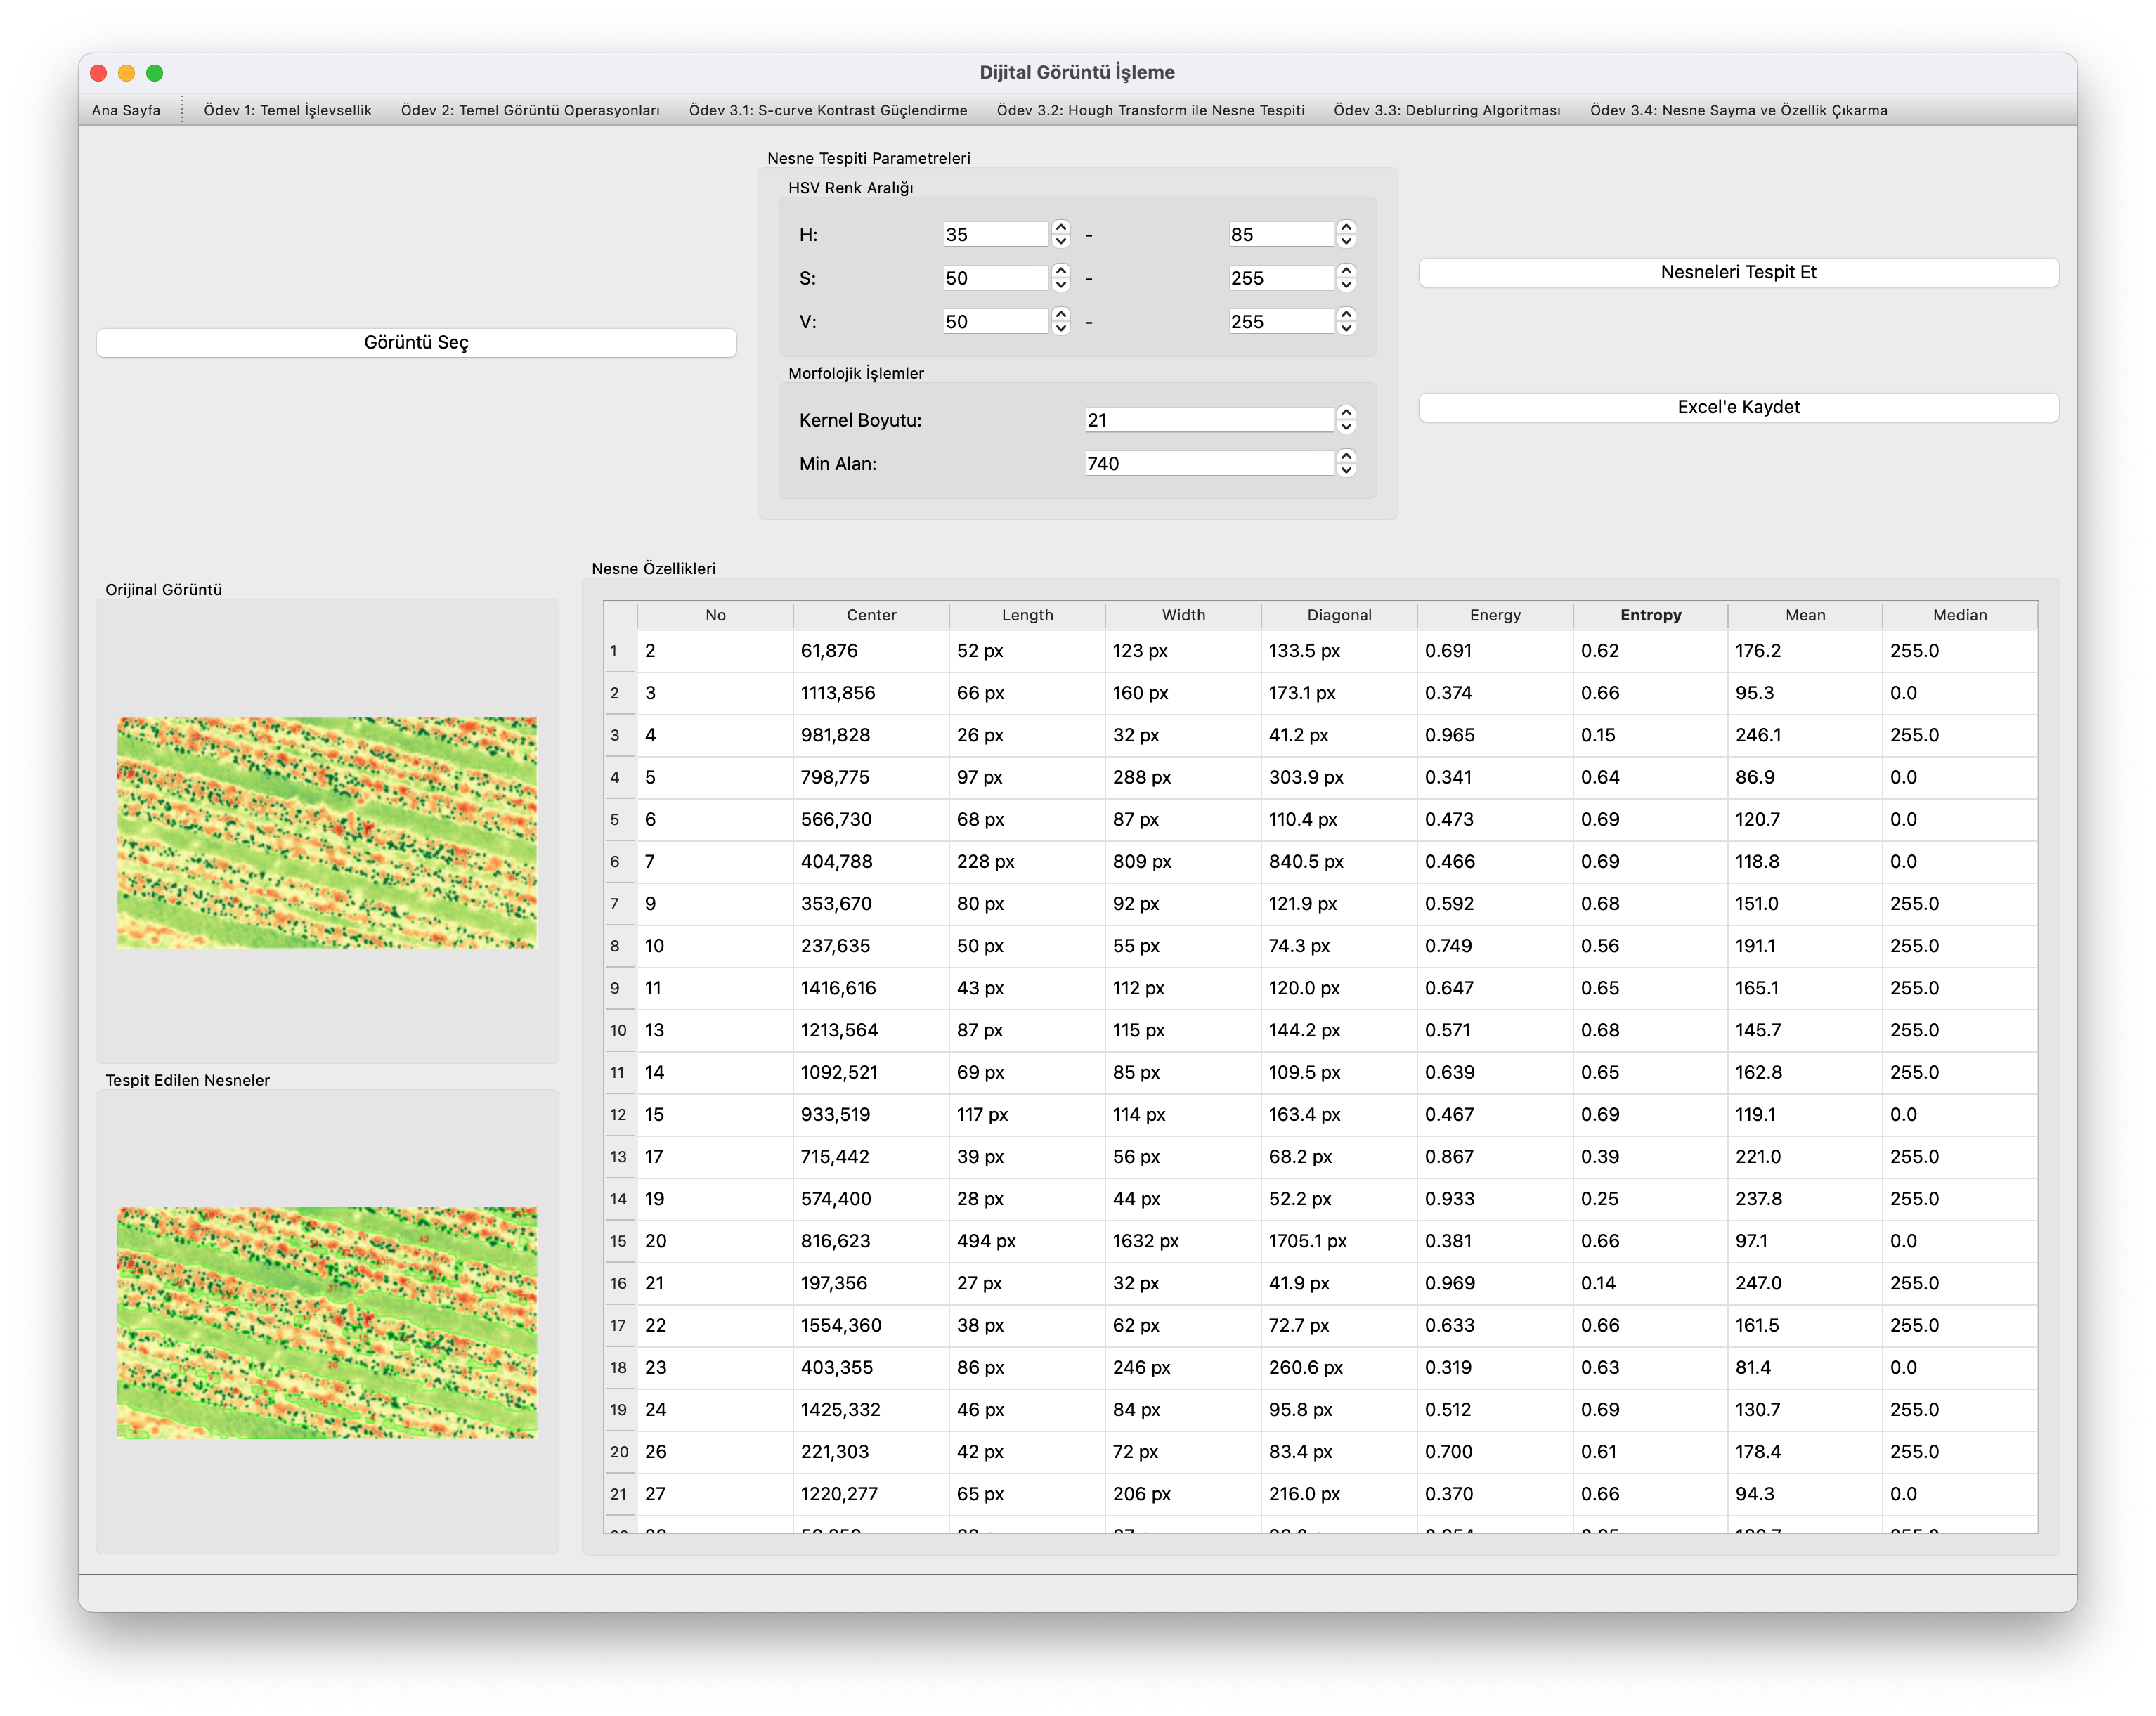 Dijital Görüntü İşleme
Ana Sayfa Ödev 1: Temel İşlevsellik Ödev 2: Temel Görüntü Operasyonları Ödev 3.1: S-curve Kontrast Güçlendirme Ödev 3.2: Hough Transform ile Nesne Tespiti Ödev 3.3: Deblurring Algoritması Ödev 3.4: Nesne Sayma ve Özellik Çıkarma
Görüntü Seç
Nesne Tespiti Parametreleri
HSV Renk Aralığı
H: 35 - 85
S: 50 - 255
V: 50 - 255
Morfolojik İşlemler
Kernel Boyutu: 21
Min Alan: 740
Nesneleri Tespit Et
Excel'e Kaydet
Orijinal Görüntü
Tespit Edilen Nesneler
Nesne Özellikleri
No Center Length Width Diagonal Energy Entropy Mean Median
1 2 61,876 52 px 123 px 133.5 px 0.691 0.62 176.2 255.0
2 3 1113,856 66 px 160 px 173.1 px 0.374 0.66 95.3 0.0
3 4 981,828 26 px 32 px 41.2 px 0.965 0.15 246.1 255.0
4 5 798,775 97 px 288 px 303.9 px 0.341 0.64 86.9 0.0
5 6 566,730 68 px 87 px 110.4 px 0.473 0.69 120.7 0.0
6 7 404,788 228 px 809 px 840.5 px 0.466 0.69 118.8 0.0
7 9 353,670 80 px 92 px 121.9 px 0.592 0.68 151.0 255.0
8 10 237,635 50 px 55 px 74.3 px 0.749 0.56 191.1 255.0
9 11 1416,616 43 px 112 px 120.0 px 0.647 0.65 165.1 255.0
10 13 1213,564 87 px 115 px 144.2 px 0.571 0.68 145.7 255.0
11 14 1092,521 69 px 85 px 109.5 px 0.639 0.65 162.8 255.0
12 15 933,519 117 px 114 px 163.4 px 0.467 0.69 119.1 0.0
13 17 715,442 39 px 56 px 68.2 px 0.867 0.39 221.0 255.0
14 19 574,400 28 px 44 px 52.2 px 0.933 0.25 237.8 255.0
15 20 816,623 494 px 1632 px 1705.1 px 0.381 0.66 97.1 0.0
16 21 197,356 27 px 32 px 41.9 px 0.969 0.14 247.0 255.0
17 22 1554,360 38 px 62 px 72.7 px 0.633 0.66 161.5 255.0
18 23 403,355 86 px 246 px 260.6 px 0.319 0.63 81.4 0.0
19 24 1425,332 46 px 84 px 95.8 px 0.512 0.69 130.7 255.0
20 26 221,303 42 px 72 px 83.4 px 0.700 0.61 178.4 255.0
21 27 1220,277 65 px 206 px 216.0 px 0.370 0.66 94.3 0.0